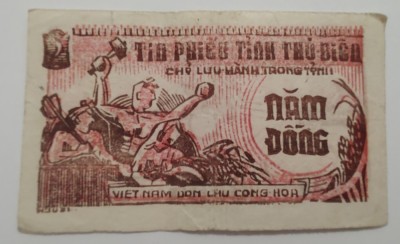 TÍN PHIẾU TỈNH THỦ BIÊN
CHỈ LƯU HÀNH TRONG TỈNH
NĂM
ĐỒNG
VIỆT NAM DÂN CHỦ CỘNG HÒA